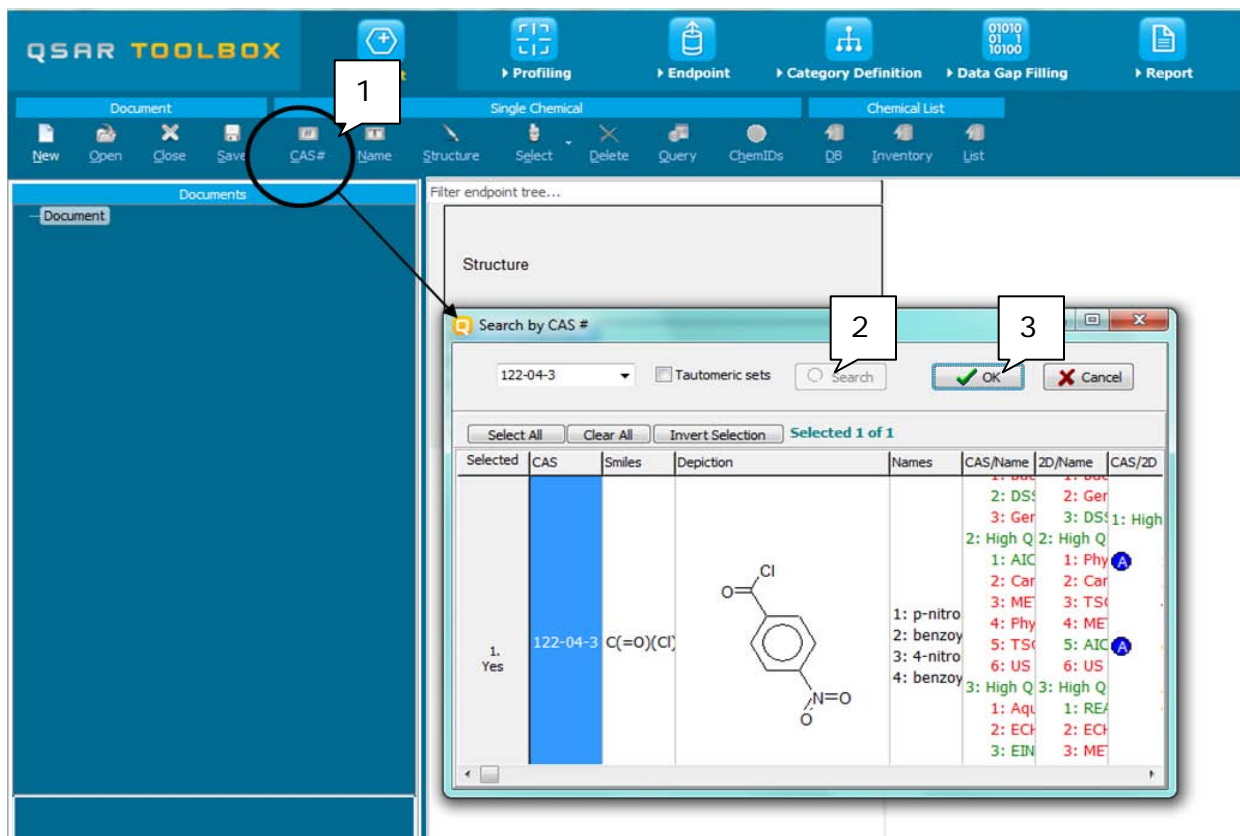 QSAR TOOLBOX
01010
01 1
10100
Profiling
Endpoint
Category Definition
Data Gap Filling
Report
1
Document
Single Chemical
Chemical List
New
Open
Close
Save
CAS#
Name
Structure
Select
Delete
Query
ChemIDs
DB
Inventory
List
Documents
Document
Filter endpoint tree...
Structure
Search by CAS #
2
3
122-04-3
Tautomeric sets
Search
OK
Cancel
Select All
Clear All
Invert Selection
Selected 1 of 1
Selected
CAS
Smiles
Depiction
Names
CAS/Name
2D/Name
CAS/2D
1.
Yes
122-04-3
C(=O)(Cl)
O
Cl
N
O
O
1: p-nitro
2: benzoy
3: 4-nitro
4: benzoy
2: DSS
3: Ger
2: High Q
1: AIC
2: Car
3: ME
4: Phy
5: TS
6: US
3: High Q
1: Aqu
2: ECH
3: EIN
2: Ger
3: DSS
2: High Q
1: Phy
2: Car
3: TSC
4: ME
5: AIC
6: US
3: High Q
1: REA
2: ECH
3: ME
1: High
A
A